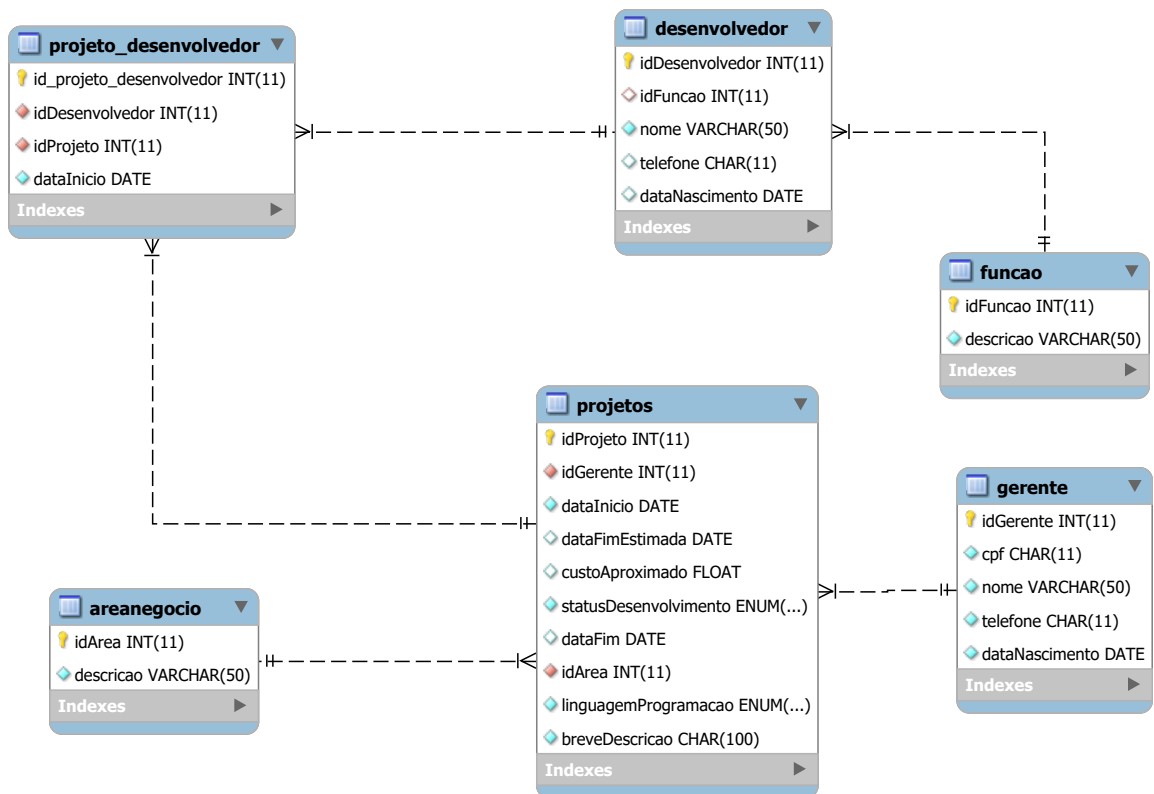 projeto_desenvolvedor
id_projeto_desenvolvedor INT(11)
idDesenvolvedor INT(11)
idProjeto INT(11)
dataInicio DATE
Indexes
desenvolvedor
idDesenvolvedor INT(11)
idFuncao INT(11)
nome VARCHAR(50)
telefone CHAR(11)
dataNascimento DATE
Indexes
funcao
idFuncao INT(11)
descricao VARCHAR(50)
Indexes
projetos
idProjeto INT(11)
idGerente INT(11)
dataInicio DATE
dataFimEstimada DATE
custoAproximado FLOAT
statusDesenvolvimento ENUM(...)
dataFim DATE
idArea INT(11)
linguagemProgramacao ENUM(...)
breveDescricao CHAR(100)
Indexes
gerente
idGerente INT(11)
cpf CHAR(11)
nome VARCHAR(50)
telefone CHAR(11)
dataNascimento DATE
Indexes
areanegocio
idArea INT(11)
descricao VARCHAR(50)
Indexes